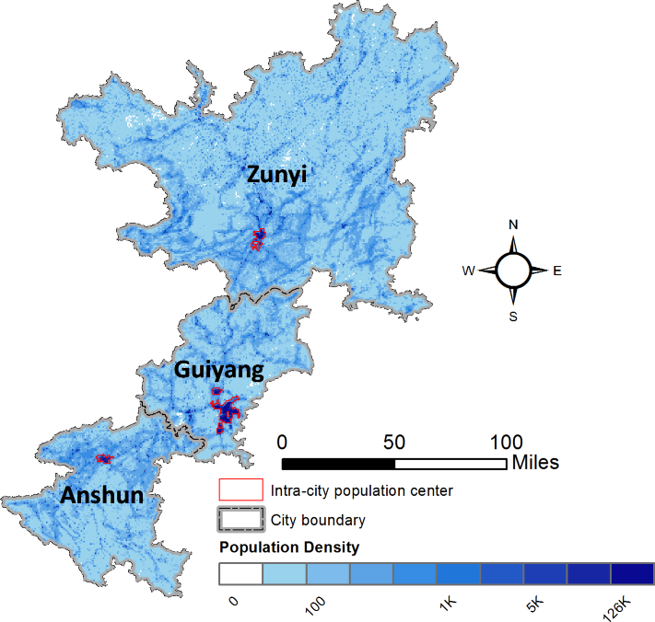 Zunyi
N
W E
S
Guiyang
Anshun
0 50 100
Miles
Intra-city population center
City boundary
Population Density
0 100 1K 5K 126K